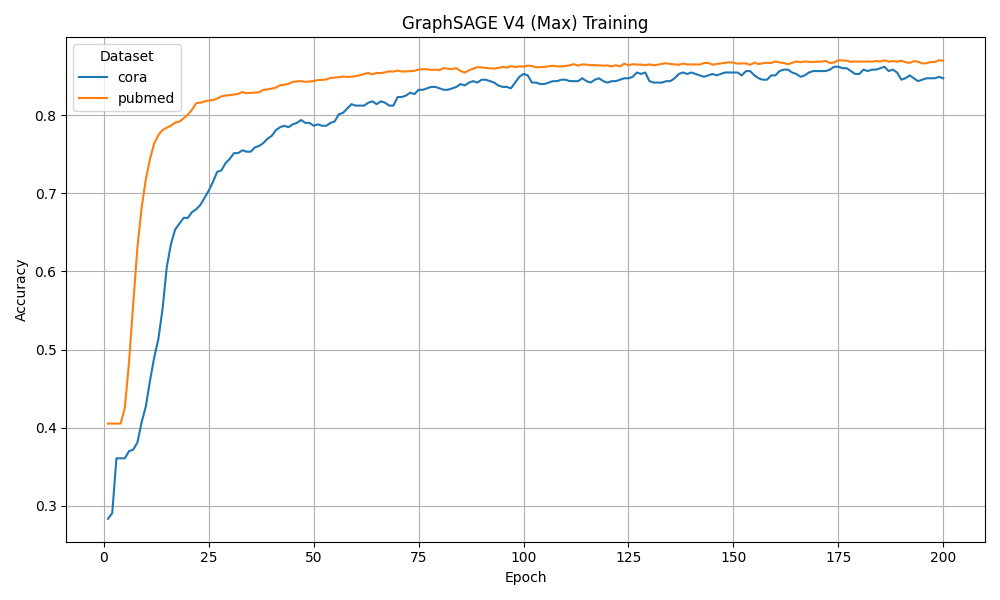 GraphSAGE V4 (Max) Training
Dataset
cora
pubmed
Accuracy
0.8
0.7
0.6
0.5
0.4
0.3
0 25 50 75 100 125 150 175 200
Epoch